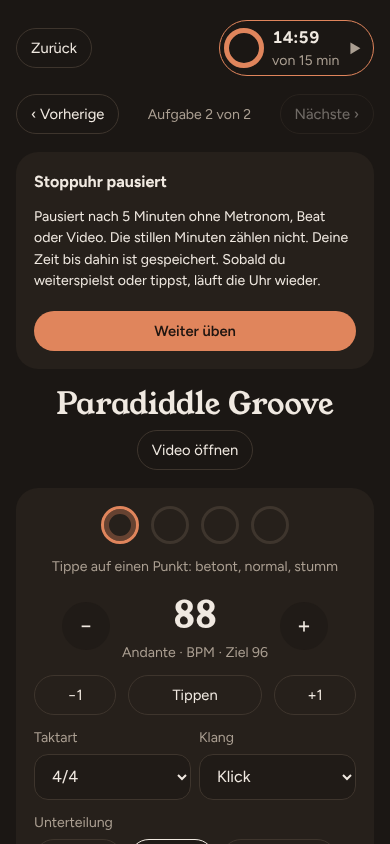 Zurück
14:59
von 15 min
‹ Vorherige
Aufgabe 2 von 2
Nächste ›
Stoppuhr pausiert
Pausiert nach 5 Minuten ohne Metronom, Beat
oder Video. Die stillen Minuten zählen nicht. Deine
Zeit bis dahin ist gespeichert. Sobald du
weiterspielst oder tippst, läuft die Uhr wieder.
Weiter üben
Paradiddle Groove
Video öffnen
Tippe auf einen Punkt: betont, normal, stumm
−
88
+
Andante · BPM · Ziel 96
−1
Tippen
+1
Taktart
Klang
4/4
Klick
Unterteilung